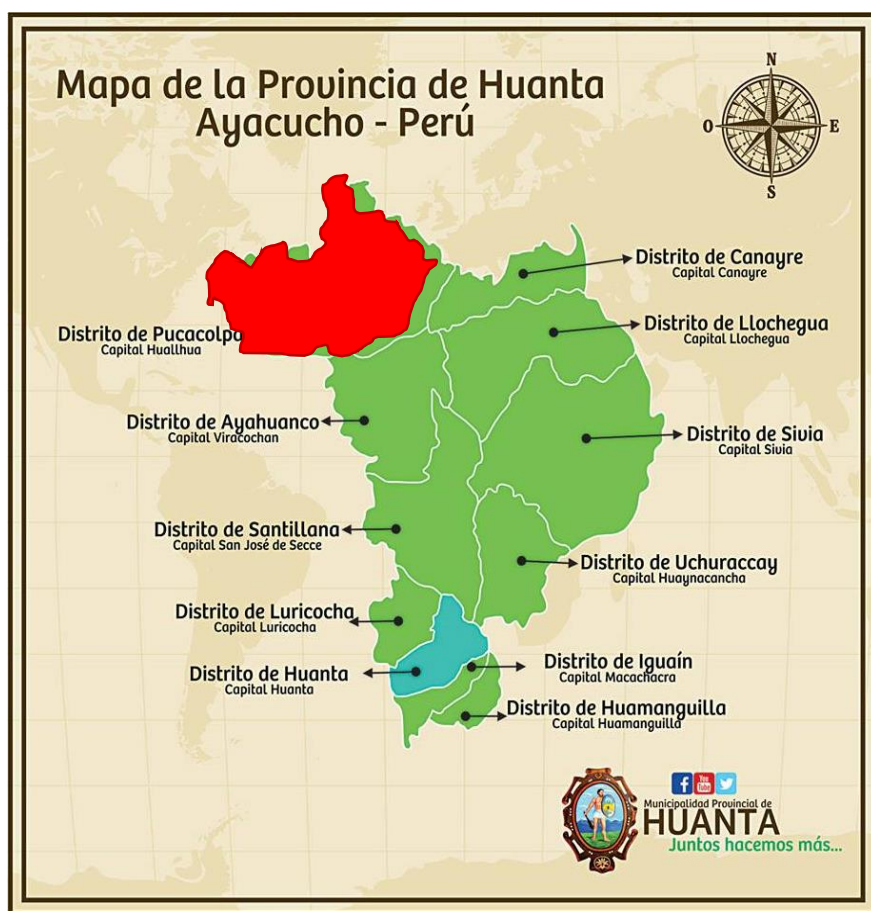 Mapa de la Provincia de Huanta
Ayacucho - Perú
N
O
E
S
Distrito de Canayre
Capital Canayre
Distrito de Llochegua
Capital Llochegua
Distrito de Pucacolpa
Capital Huallhua
Distrito de Ayahuanco
Capital Viracochan
Distrito de Sivia
Capital Sivia
Distrito de Santillana
Capital San José de Secce
Distrito de Uchuraccay
Capital Huaynacancha
Distrito de Luricocha
Capital Luricocha
Distrito de Huanta
Capital Huanta
Distrito de Iguaín
Capital Macachacra
Distrito de Huamanguilla
Capital Huamanguilla
f
You
Tube
Municipalidad Provincial de
HUANTA
Juntos hacemos más...